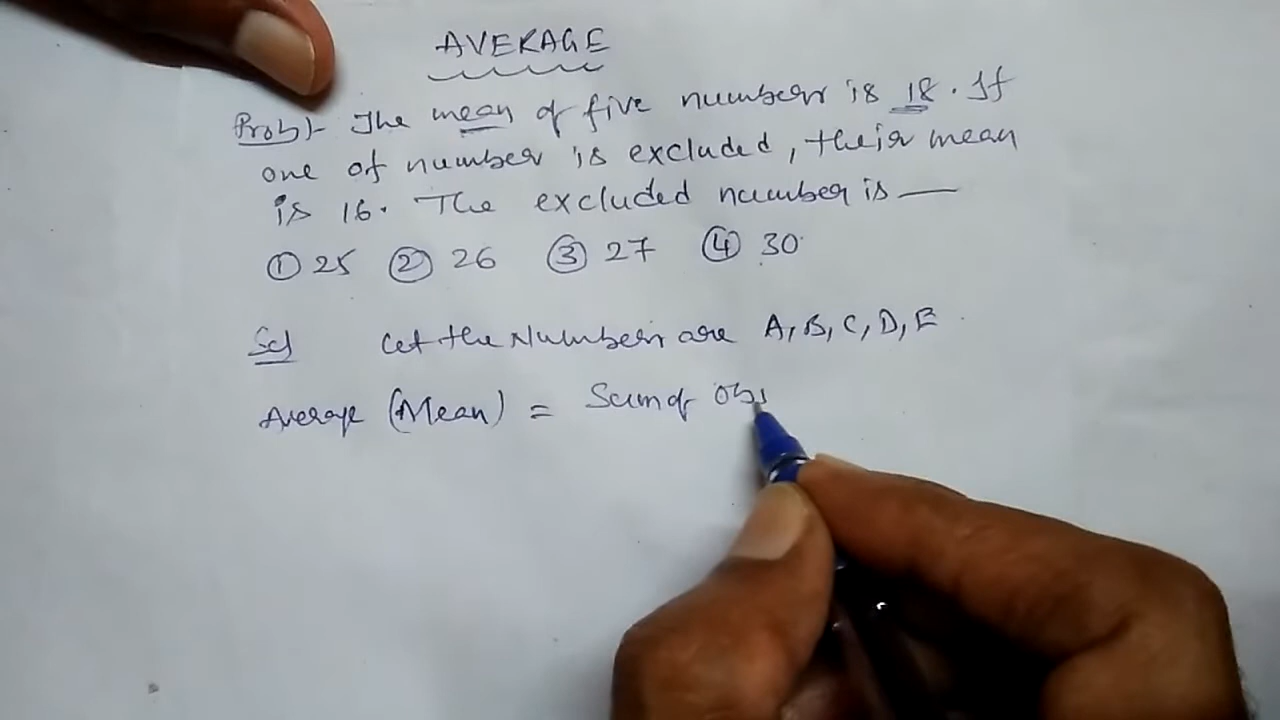 AVERAGE
Prob)- The mean of five number is 18. If
one of number is excluded, their mean
is 16. The excluded number is —
① 25 ② 26 ③ 27 ④ 30
Sol Let the Numbers are A, B, C, D, E
Average (Mean) = Sum of Obs